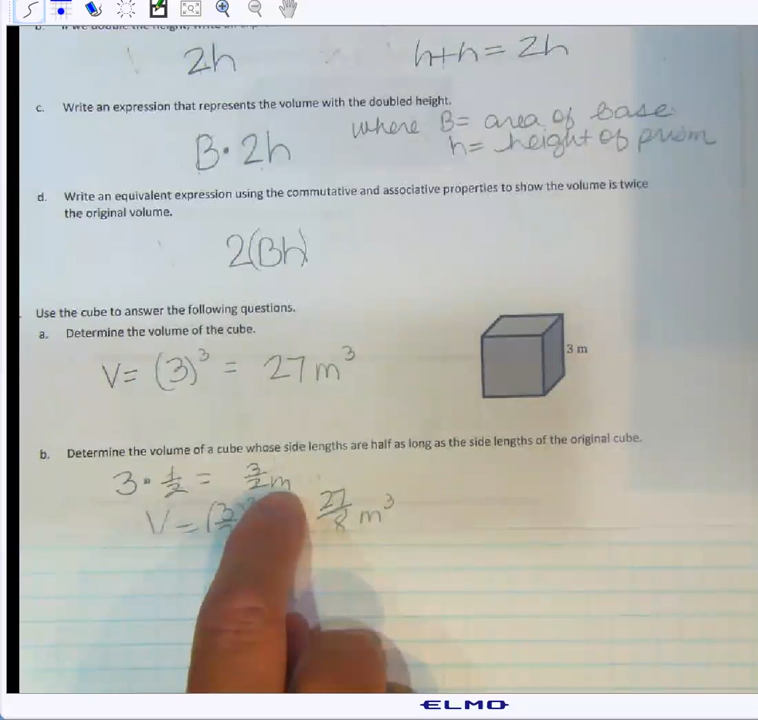 2h
h+h = 2h
c. Write an expression that represents the volume with the doubled height.
B·2h
where B= area of base
h= height of prism
d. Write an equivalent expression using the commutative and associative properties to show the volume is twice
the original volume.
2(Bh)
Use the cube to answer the following questions.
a. Determine the volume of the cube.
3 m
V= (3)³ = 27m³
b. Determine the volume of a cube whose side lengths are half as long as the side lengths of the original cube.
3 · 1/2 = 3/2 m
V = (3/ 27/8 m³
ELMO